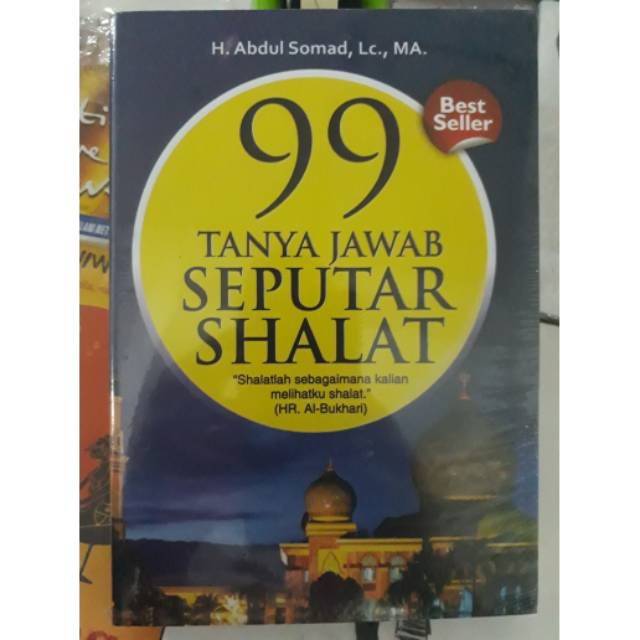 H. Abdul Somad, Lc., MA.
Best
Seller
99
TANYA JAWAB
SEPUTAR
SHALAT
"Shalatlah sebagaimana kalian
melihatku shalat."
(HR. Al-Bukhari)